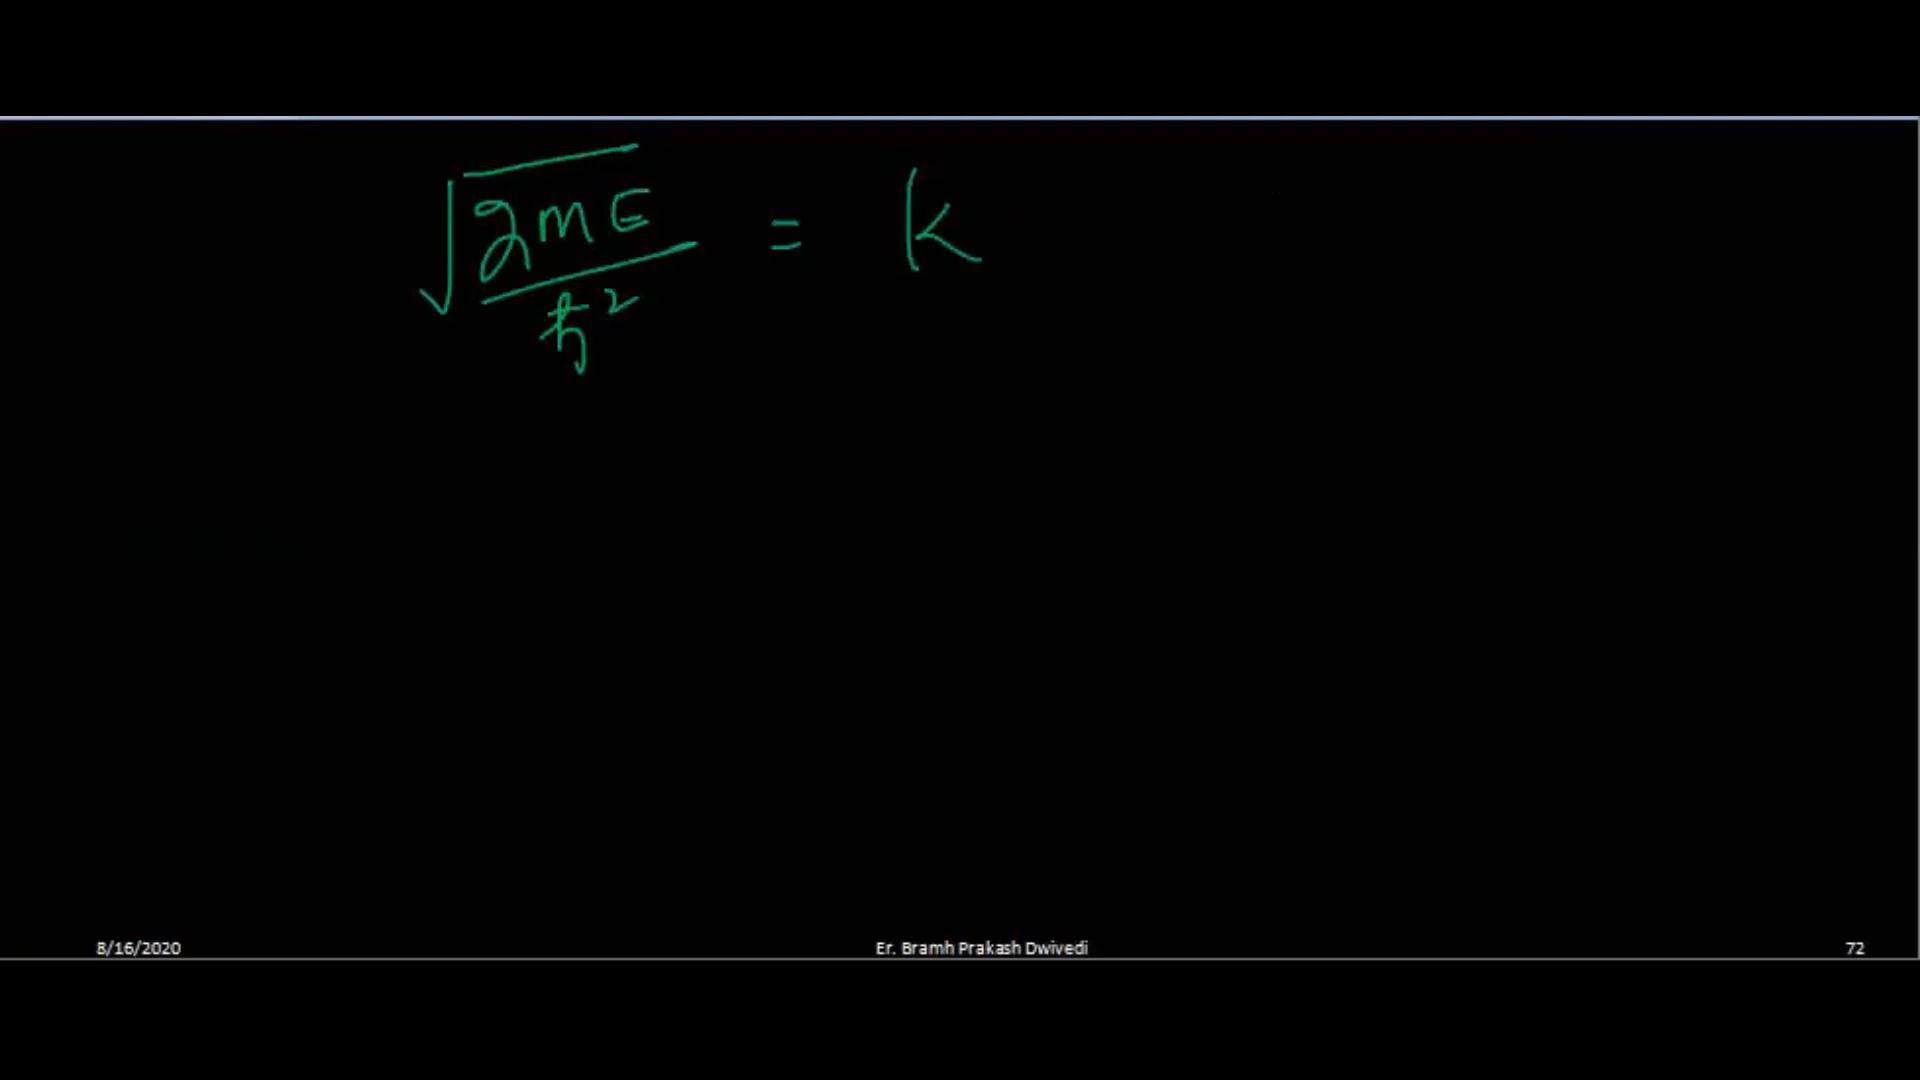 √(2mE/ħ²) = k
8/16/2020
Er. Bramh Prakash Dwivedi
72